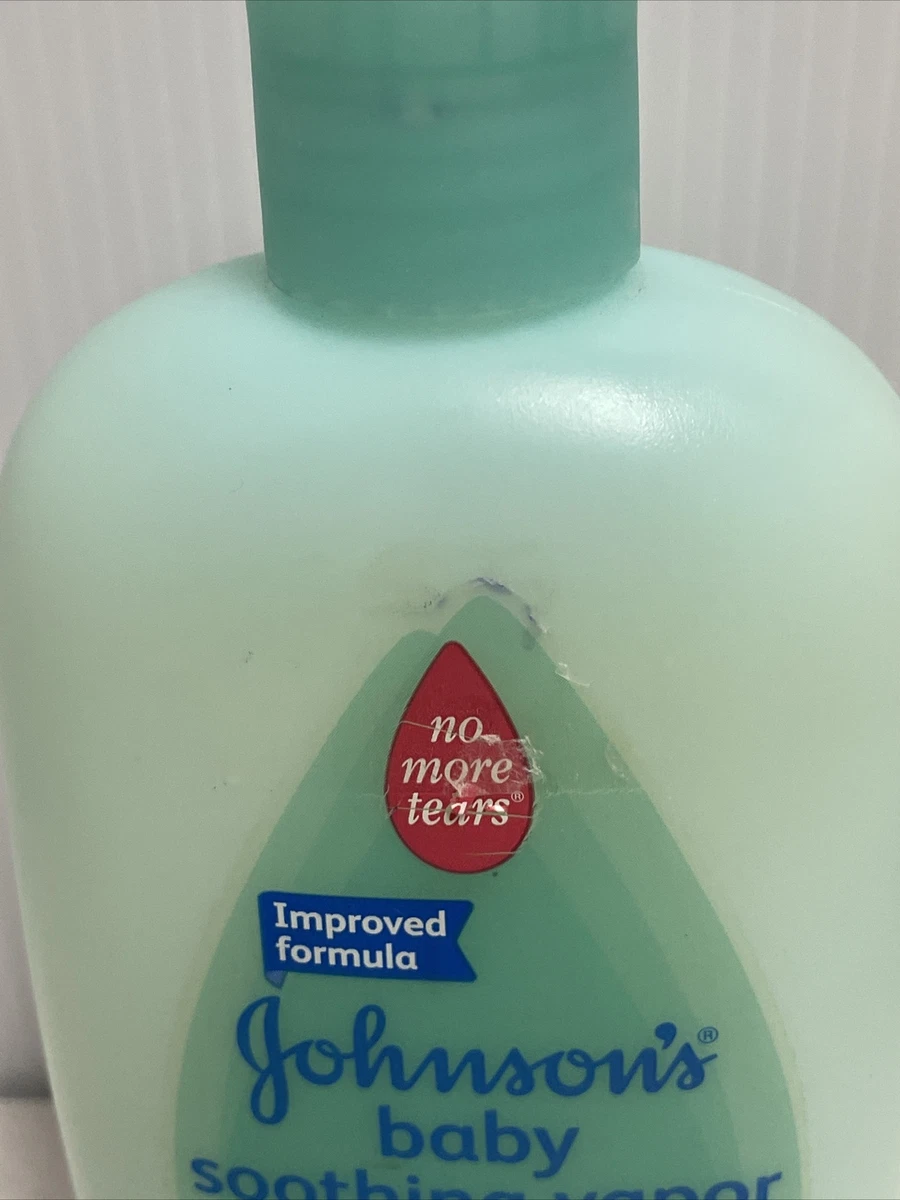 no
more
tears®
Improved
formula
Johnson's®
baby
soothing vapor